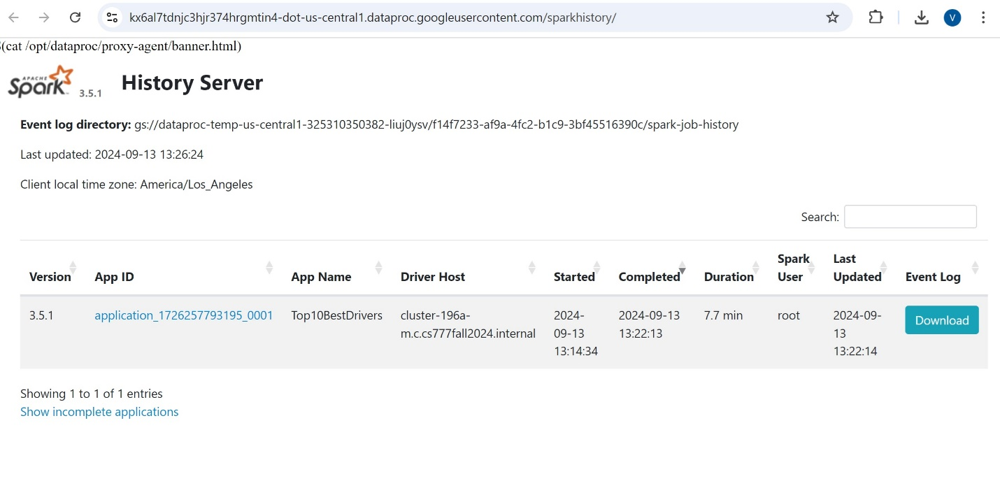 kx6al7tdnjc3hjr374hrgmtin4-dot-us-central1.dataproc.googleusercontent.com/sparkhistory/
V
(cat /opt/dataproc/proxy-agent/banner.html)
APACHE
Spark 3.5.1 History Server
Event log directory: gs://dataproc-temp-us-central1-325310350382-liuj0ysv/f14f7233-af9a-4fc2-b1c9-3bf45516390c/spark-job-history
Last updated: 2024-09-13 13:26:24
Client local time zone: America/Los_Angeles
Search:
Version App ID App Name Driver Host Started Completed Duration Spark User Last Updated Event Log
3.5.1 application_1726257793195_0001 Top10BestDrivers cluster-196a- 2024- 2024-09-13 7.7 min root 2024-09- Download
m.c.cs777fall2024.internal 09-13 13:22:13 13
13:14:34 13:22:14
Showing 1 to 1 of 1 entries
Show incomplete applications